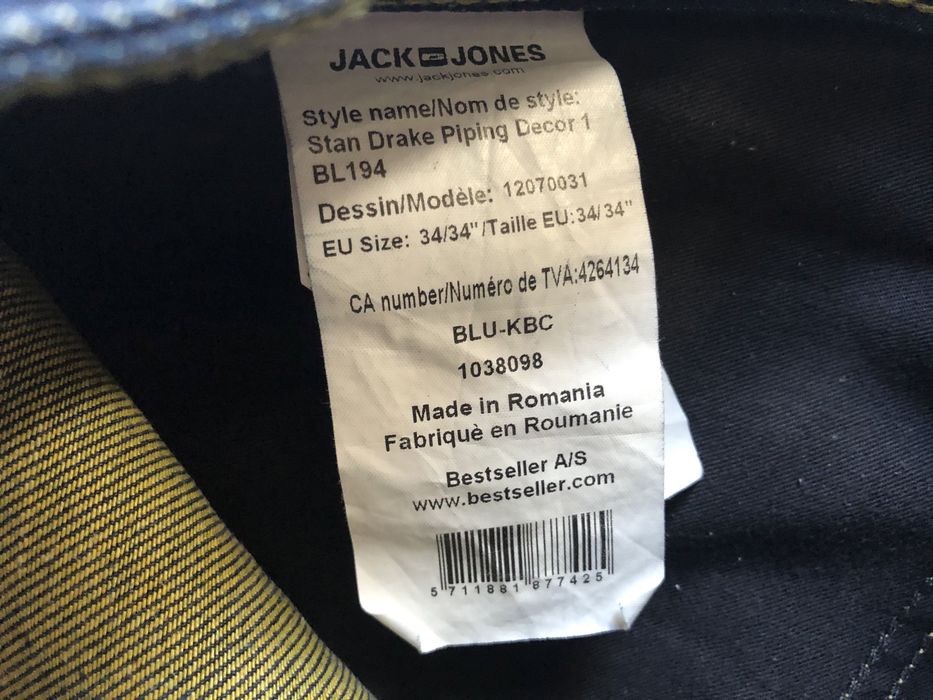 JACK JONES
www.jackjones.com
Style name/Nom de style:
Stan Drake Piping Decor 1
BL194
Dessin/Modèle: 12070031
EU Size: 34/34"/Taille EU:34/34"
CA number/Numéro de TVA:4264134
BLU-KBC
1038098
Made in Romania
Fabriquè en Roumanie
Bestseller A/S
www.bestseller.com
5 711881 877425